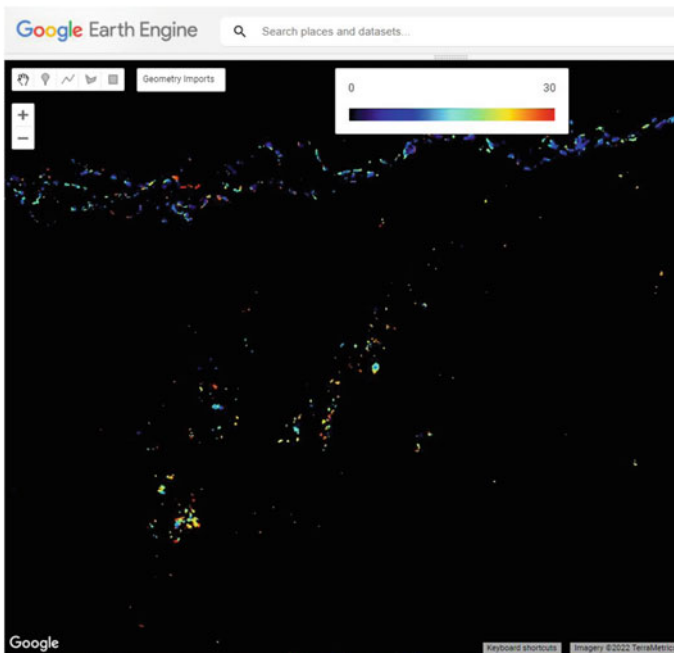 Google Earth Engine
Search places and datasets...
Geometry Imports
0 30
+
−
Google
Keyboard shortcuts
Imagery ©2022 TerraMetrics